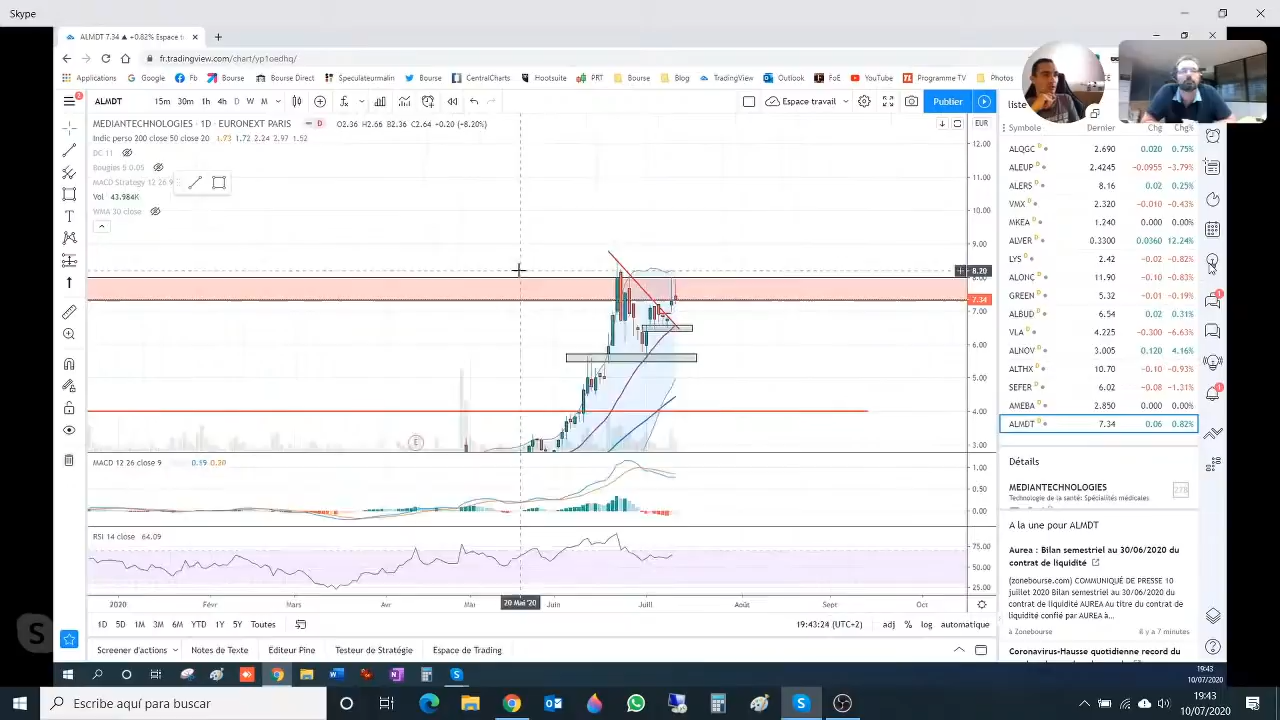 Skype
ALMDT 7.34 ▲ +0.82% Espace t
fr.tradingview.com/chart/yp1oedhq/
Applications Google Fb Bourse Bourse Direct Speculateurmalin Bourse CentralCharts Hootsuite PRT Bourse Blog TradingView Outlook FoE YouTube Programme TV Photos
ALMDT 15m 30m 1h 4h D W M Espace travail Publier
liste
MEDIANTECHNOLOGIES · 1D · EURONEXT PARIS D O2.36 H2.66 B2.36 C2.64 +0.20 (+8.20%)
EUR
Indic perso 200 close 50 close 20 1.73 1.72 2.24 1.97 1.52
DC 11
Bougies 5 0.05
MACD Strategy 12 26 9
Vol 43.984K
WMA 30 close
12.00
11.00
10.00
9.00
8.20
8.00
7.34
7.00
6.00
5.00
4.00
3.00
E
MACD 12 26 close 9 0.19 0.20
1.00
0.50
0.00
RSI 14 close 64.09
75.00
50.00
25.00
2020 Févr Mars Avr Mai 20 Mai '20 Juin Juill Août Sept Oct
1D 5D 1M 3M 6M YTD 1Y 5Y Toutes 19:43:24 (UTC+2) adj % log automatique
Screener d'actions Notes de Texte Éditeur Pine Testeur de Stratégie Espace de Trading
Symbole Dernier Chg Chg%
ALQGC D 2.690 0.020 0.75%
ALEUP D 2.4245 −0.0955 −3.79%
ALERS D 8.16 0.02 0.25%
VMX D 2.320 −0.010 −0.43%
MKEA D 1.240 0.000 0.00%
ALVER D 0.3300 0.0360 12.24%
LYS D 2.42 −0.02 −0.82%
ALONC D 11.90 −0.10 −0.83%
GREEN D 5.32 −0.01 −0.19%
ALBUD D 6.54 0.02 0.31%
VLA D 4.225 −0.300 −6.63%
ALNOV D 3.005 0.120 4.16%
ALTHX D 10.70 −0.10 −0.93%
SEFER D 6.02 −0.08 −1.31%
AMEBA D 2.850 0.000 0.00%
ALMDT D 7.34 0.06 0.82%
Détails
MEDIANTECHNOLOGIES
Technologie de la santé: Spécialités médicales
278
A la une pour ALMDT
Aurea : Bilan semestriel au 30/06/2020 du
contrat de liquidité
(zonebourse.com) COMMUNIQUÉ DE PRESSE 10
juillet 2020 Bilan semestriel au 30/06/2020 du
contrat de liquidité AUREA Au titre du contrat de
liquidité confié par AUREA à...
à Zonebourse il y a 7 minutes
Coronavirus-Hausse quotidienne record du
19:43
10/07/2020
Escribe aquí para buscar
19:43
10/07/2020